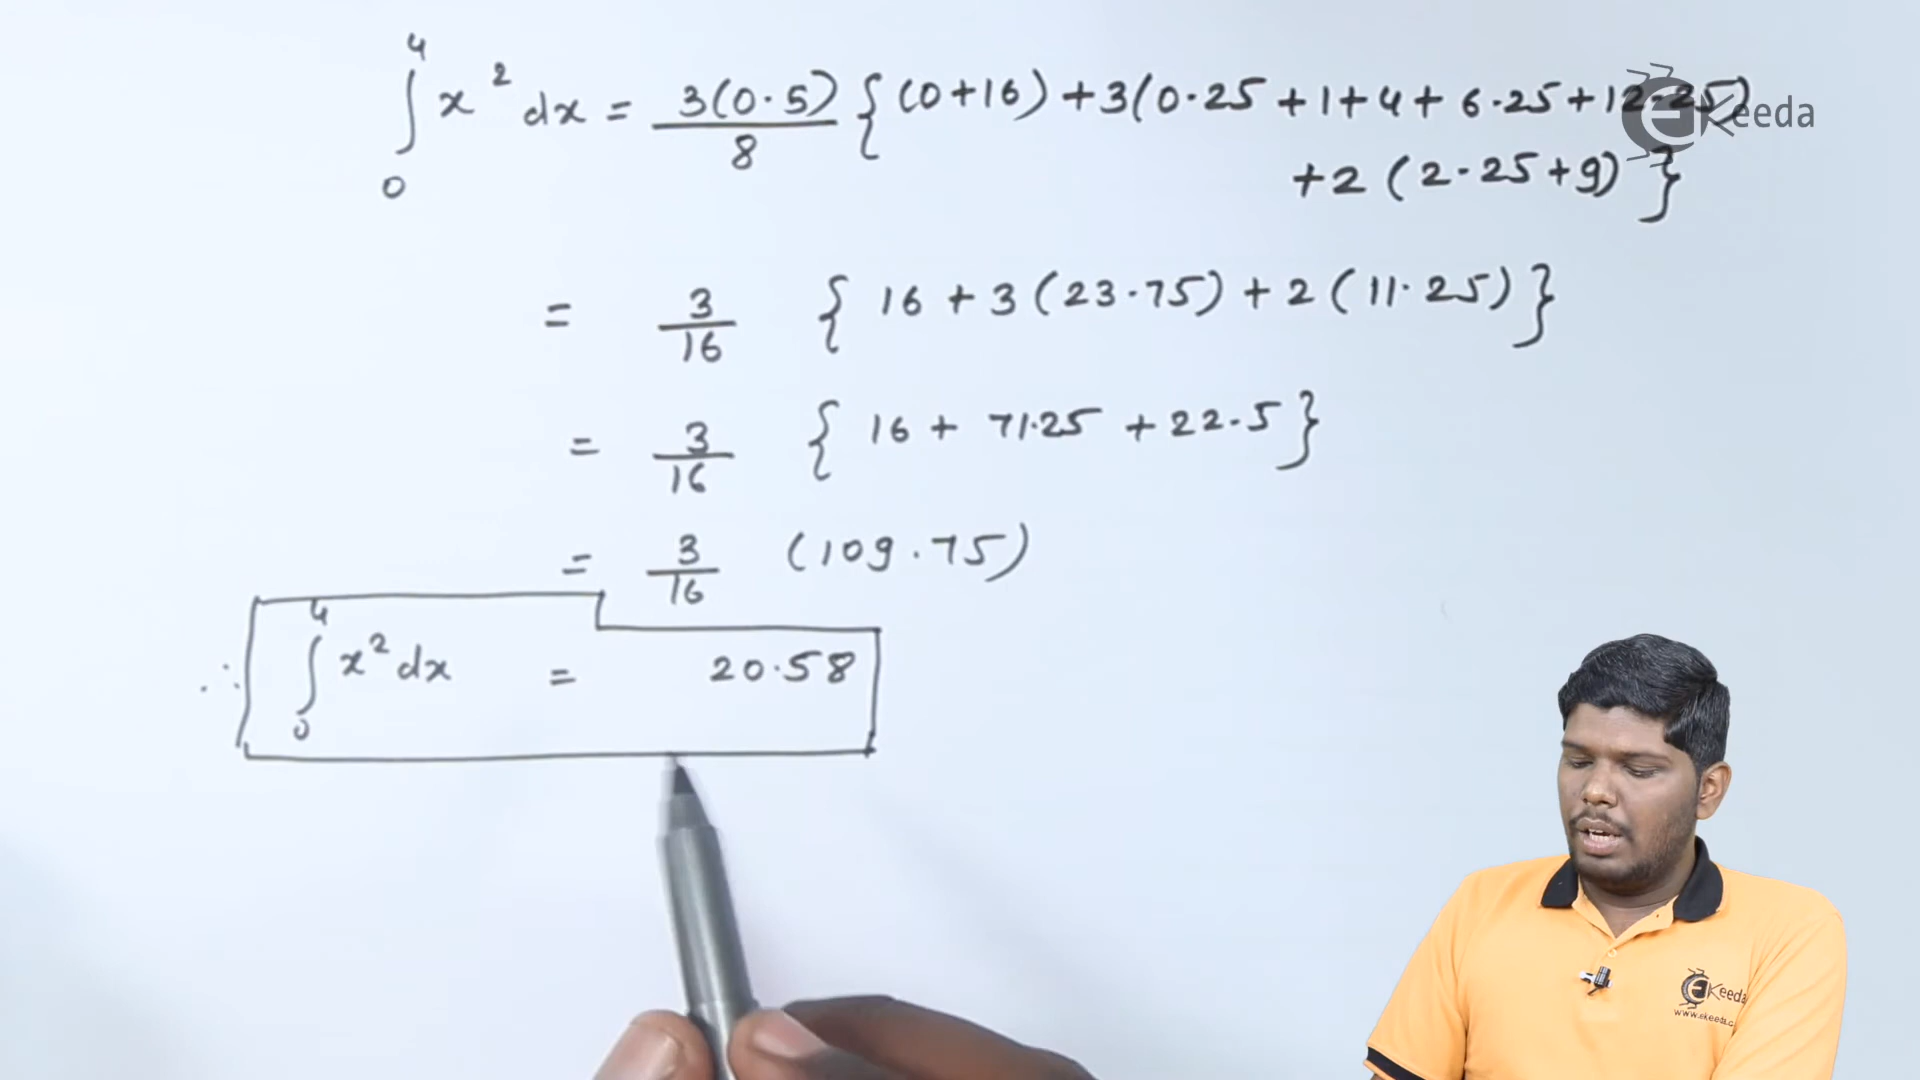 ∫₀⁴ x² dx = 3(0.5)/8 {(0+16) + 3(0.25 + 1 + 4 + 6.25 + 12.25)
+2 (2.25+9)}
Keeda
= 3/16 {16 + 3(23.75) + 2(11.25)}
= 3/16 {16 + 71.25 + 22.5}
= 3/16 (109.75)
∴ ∫₀⁴ x² dx = 20.58
Keeda